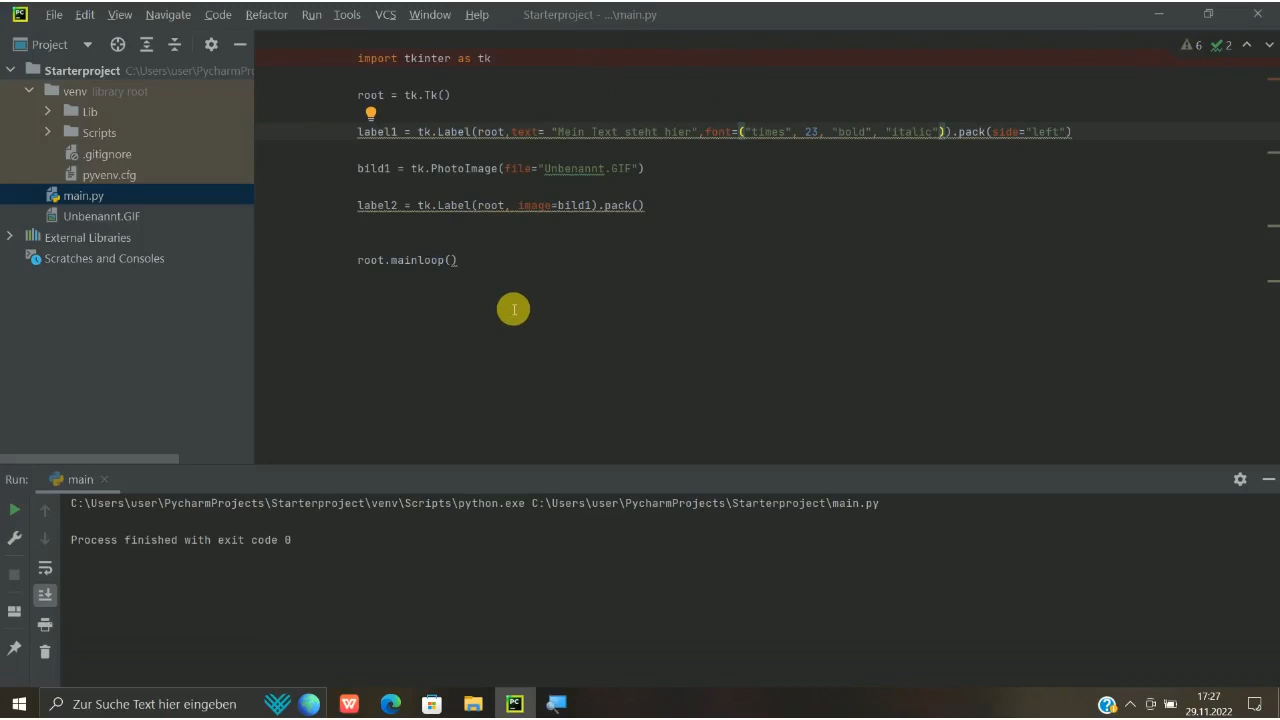 PC File Edit View Navigate Code Refactor Run Tools VCS Window Help Starterproject - ...\main.py
Project
6 2
Starterproject C:\Users\user\PycharmPr
venv library root
Lib
Scripts
.gitignore
pyvenv.cfg
main.py
Unbenannt.GIF
External Libraries
Scratches and Consoles
import tkinter as tk
root = tk.Tk()
label1 = tk.Label(root,text= "Mein Text steht hier",font=("times", 23, "bold", "italic")).pack(side="left")
bild1 = tk.PhotoImage(file="Unbenannt.GIF")
label2 = tk.Label(root, image=bild1).pack()
root.mainloop()
Run: main
C:\Users\user\PycharmProjects\Starterproject\venv\Scripts\python.exe C:\Users\user\PycharmProjects\Starterproject\main.py
Process finished with exit code 0
Zur Suche Text hier eingeben
W
PC
17:27
29.11.2022